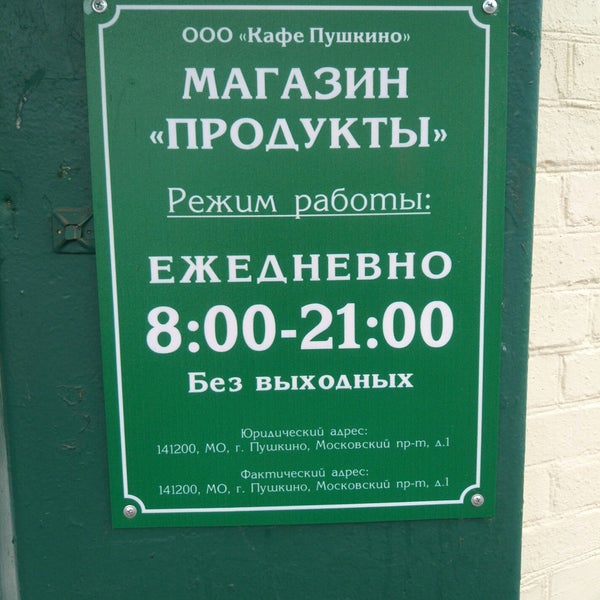 ООО «Кафе Пушкино»
МАГАЗИН
«ПРОДУКТЫ»
Режим работы:
ЕЖЕДНЕВНО
8:00-21:00
Без выходных
Юридический адрес:
141200, МО, г. Пушкино, Московский пр-т, д.1
Фактический адрес:
141200, МО, г. Пушкино, Московский пр-т, д.1